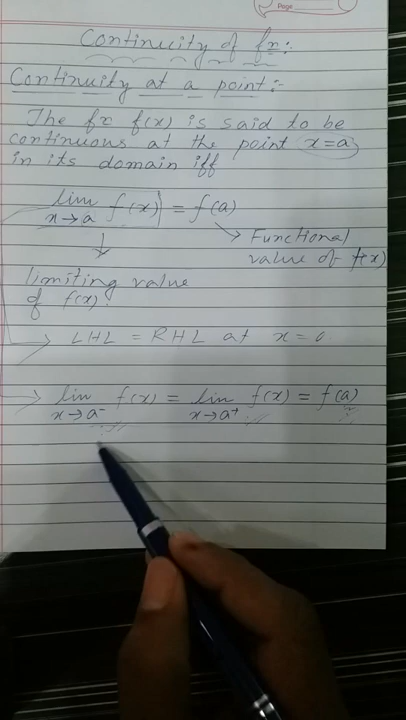 Page
Continuity of fx:
Continuity at a point:-
The fx f(x) is said to be
continuous at the point x=a
in its domain iff
lim x→a f(x) = f(a)
→ Functional
value of f(x)
limiting value
of f(x).
LHL = RHL at x =
lim x→a⁻ f(x) = lim x→a⁺ f(x) = f(a)